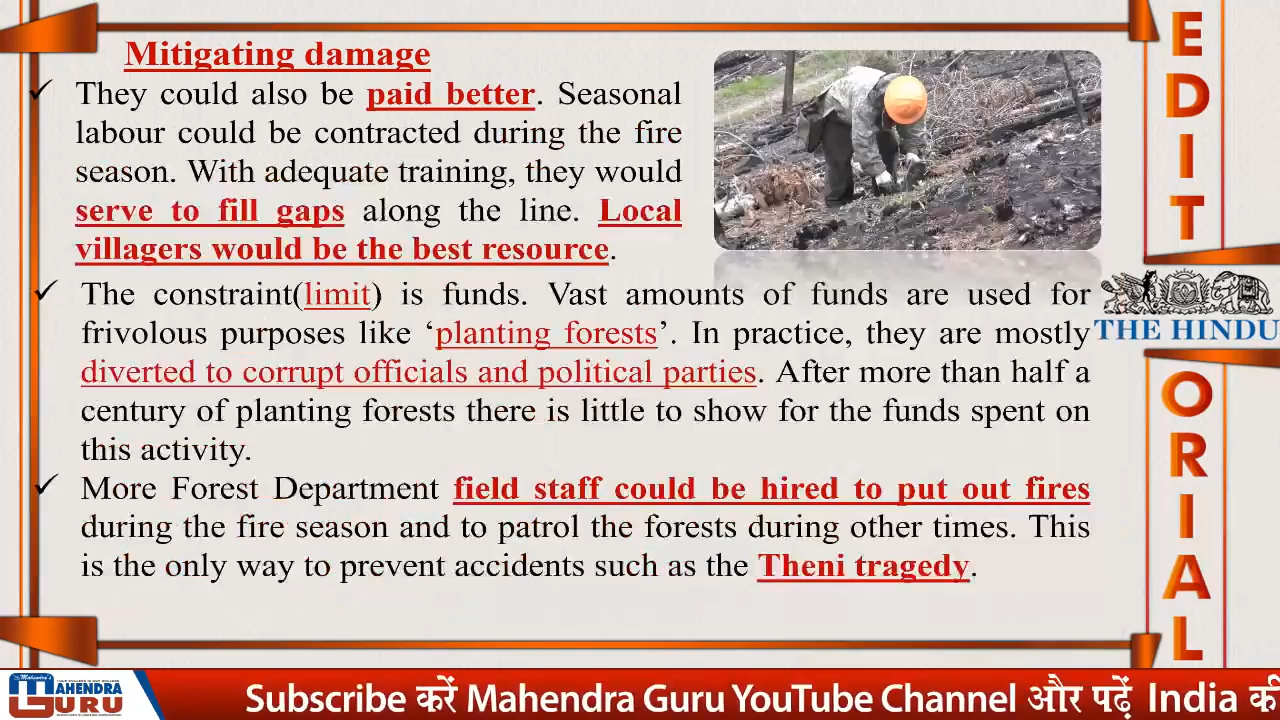 Mitigating damage
✓ They could also be paid better. Seasonal
labour could be contracted during the fire
season. With adequate training, they would
serve to fill gaps along the line. Local
villagers would be the best resource.
✓ The constraint(limit) is funds. Vast amounts of funds are used for
frivolous purposes like ‘planting forests’. In practice, they are mostly
diverted to corrupt officials and political parties. After more than half a
century of planting forests there is little to show for the funds spent on
this activity.
✓ More Forest Department field staff could be hired to put out fires
during the fire season and to patrol the forests during other times. This
is the only way to prevent accidents such as the Theni tragedy.
EDIT
THE HINDU
ORIAL
Mahendra's
MAHENDRA
GURU
Subscribe करें Mahendra Guru YouTube Channel और पढ़ें India की